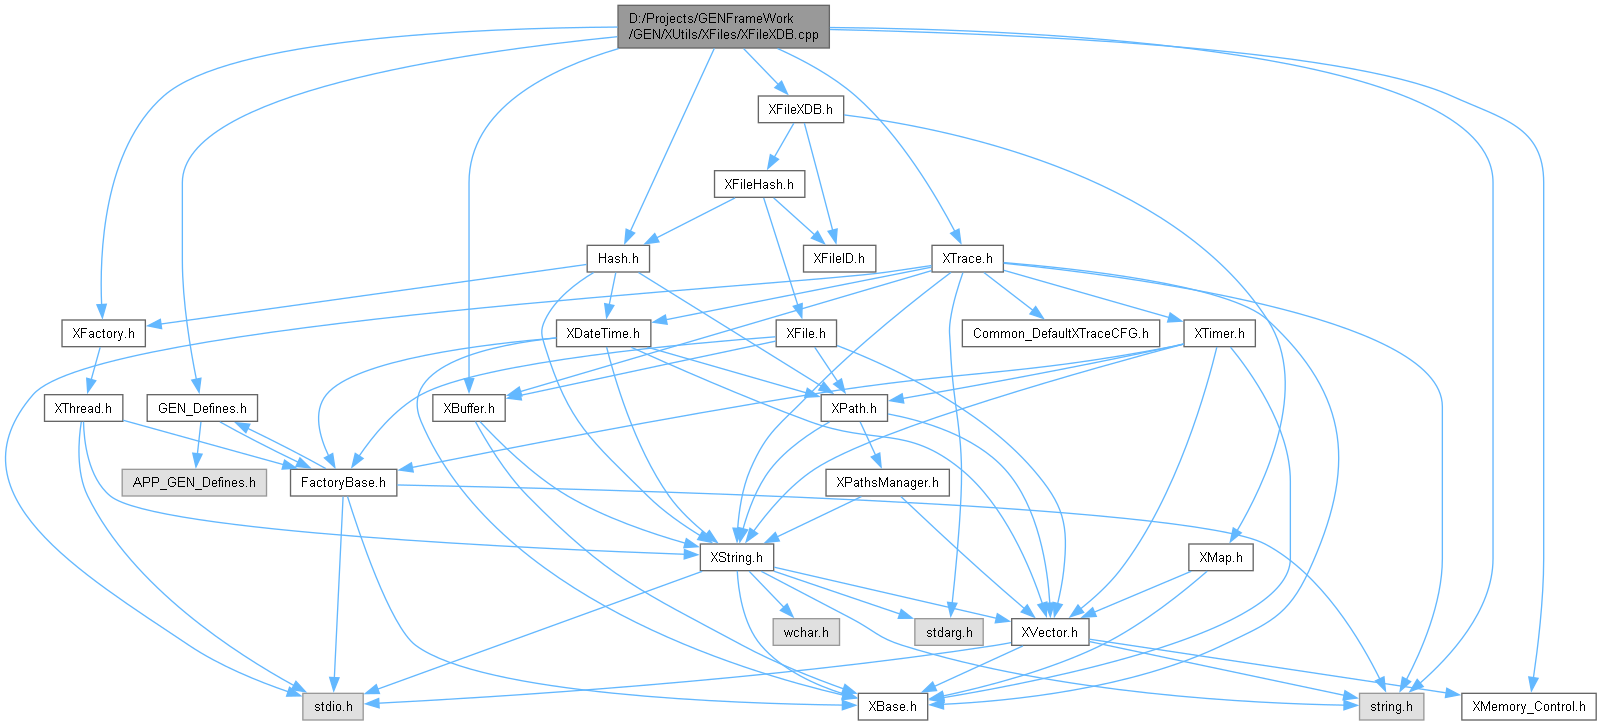 D:/Projects/GENFrameWork
/GEN/XUtils/XFiles/XFileXDB.cpp
XFileXDB.h
XFileHash.h
Hash.h
XFileID.h
XTrace.h
XFactory.h
XDateTime.h
XFile.h
Common_DefaultXTraceCFG.h
XTimer.h
XThread.h
GEN_Defines.h
XBuffer.h
XPath.h
APP_GEN_Defines.h
FactoryBase.h
XPathsManager.h
XString.h
XMap.h
wchar.h
stdarg.h
XVector.h
stdio.h
XBase.h
string.h
XMemory_Control.h